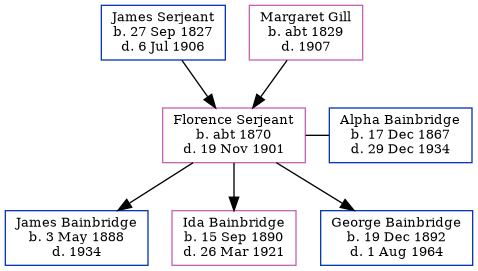 James Serjeant
b. 27 Sep 1827
d. 6 Jul 1906
Margaret Gill
b. abt 1829
d. 1907
Florence Serjeant
b. abt 1870
d. 19 Nov 1901
Alpha Bainbridge
b. 17 Dec 1867
d. 29 Dec 1934
James Bainbridge
b. 3 May 1888
d. 1934
Ida Bainbridge
b. 15 Sep 1890
d. 26 Mar 1921
George Bainbridge
b. 19 Dec 1892
d. 1 Aug 1964